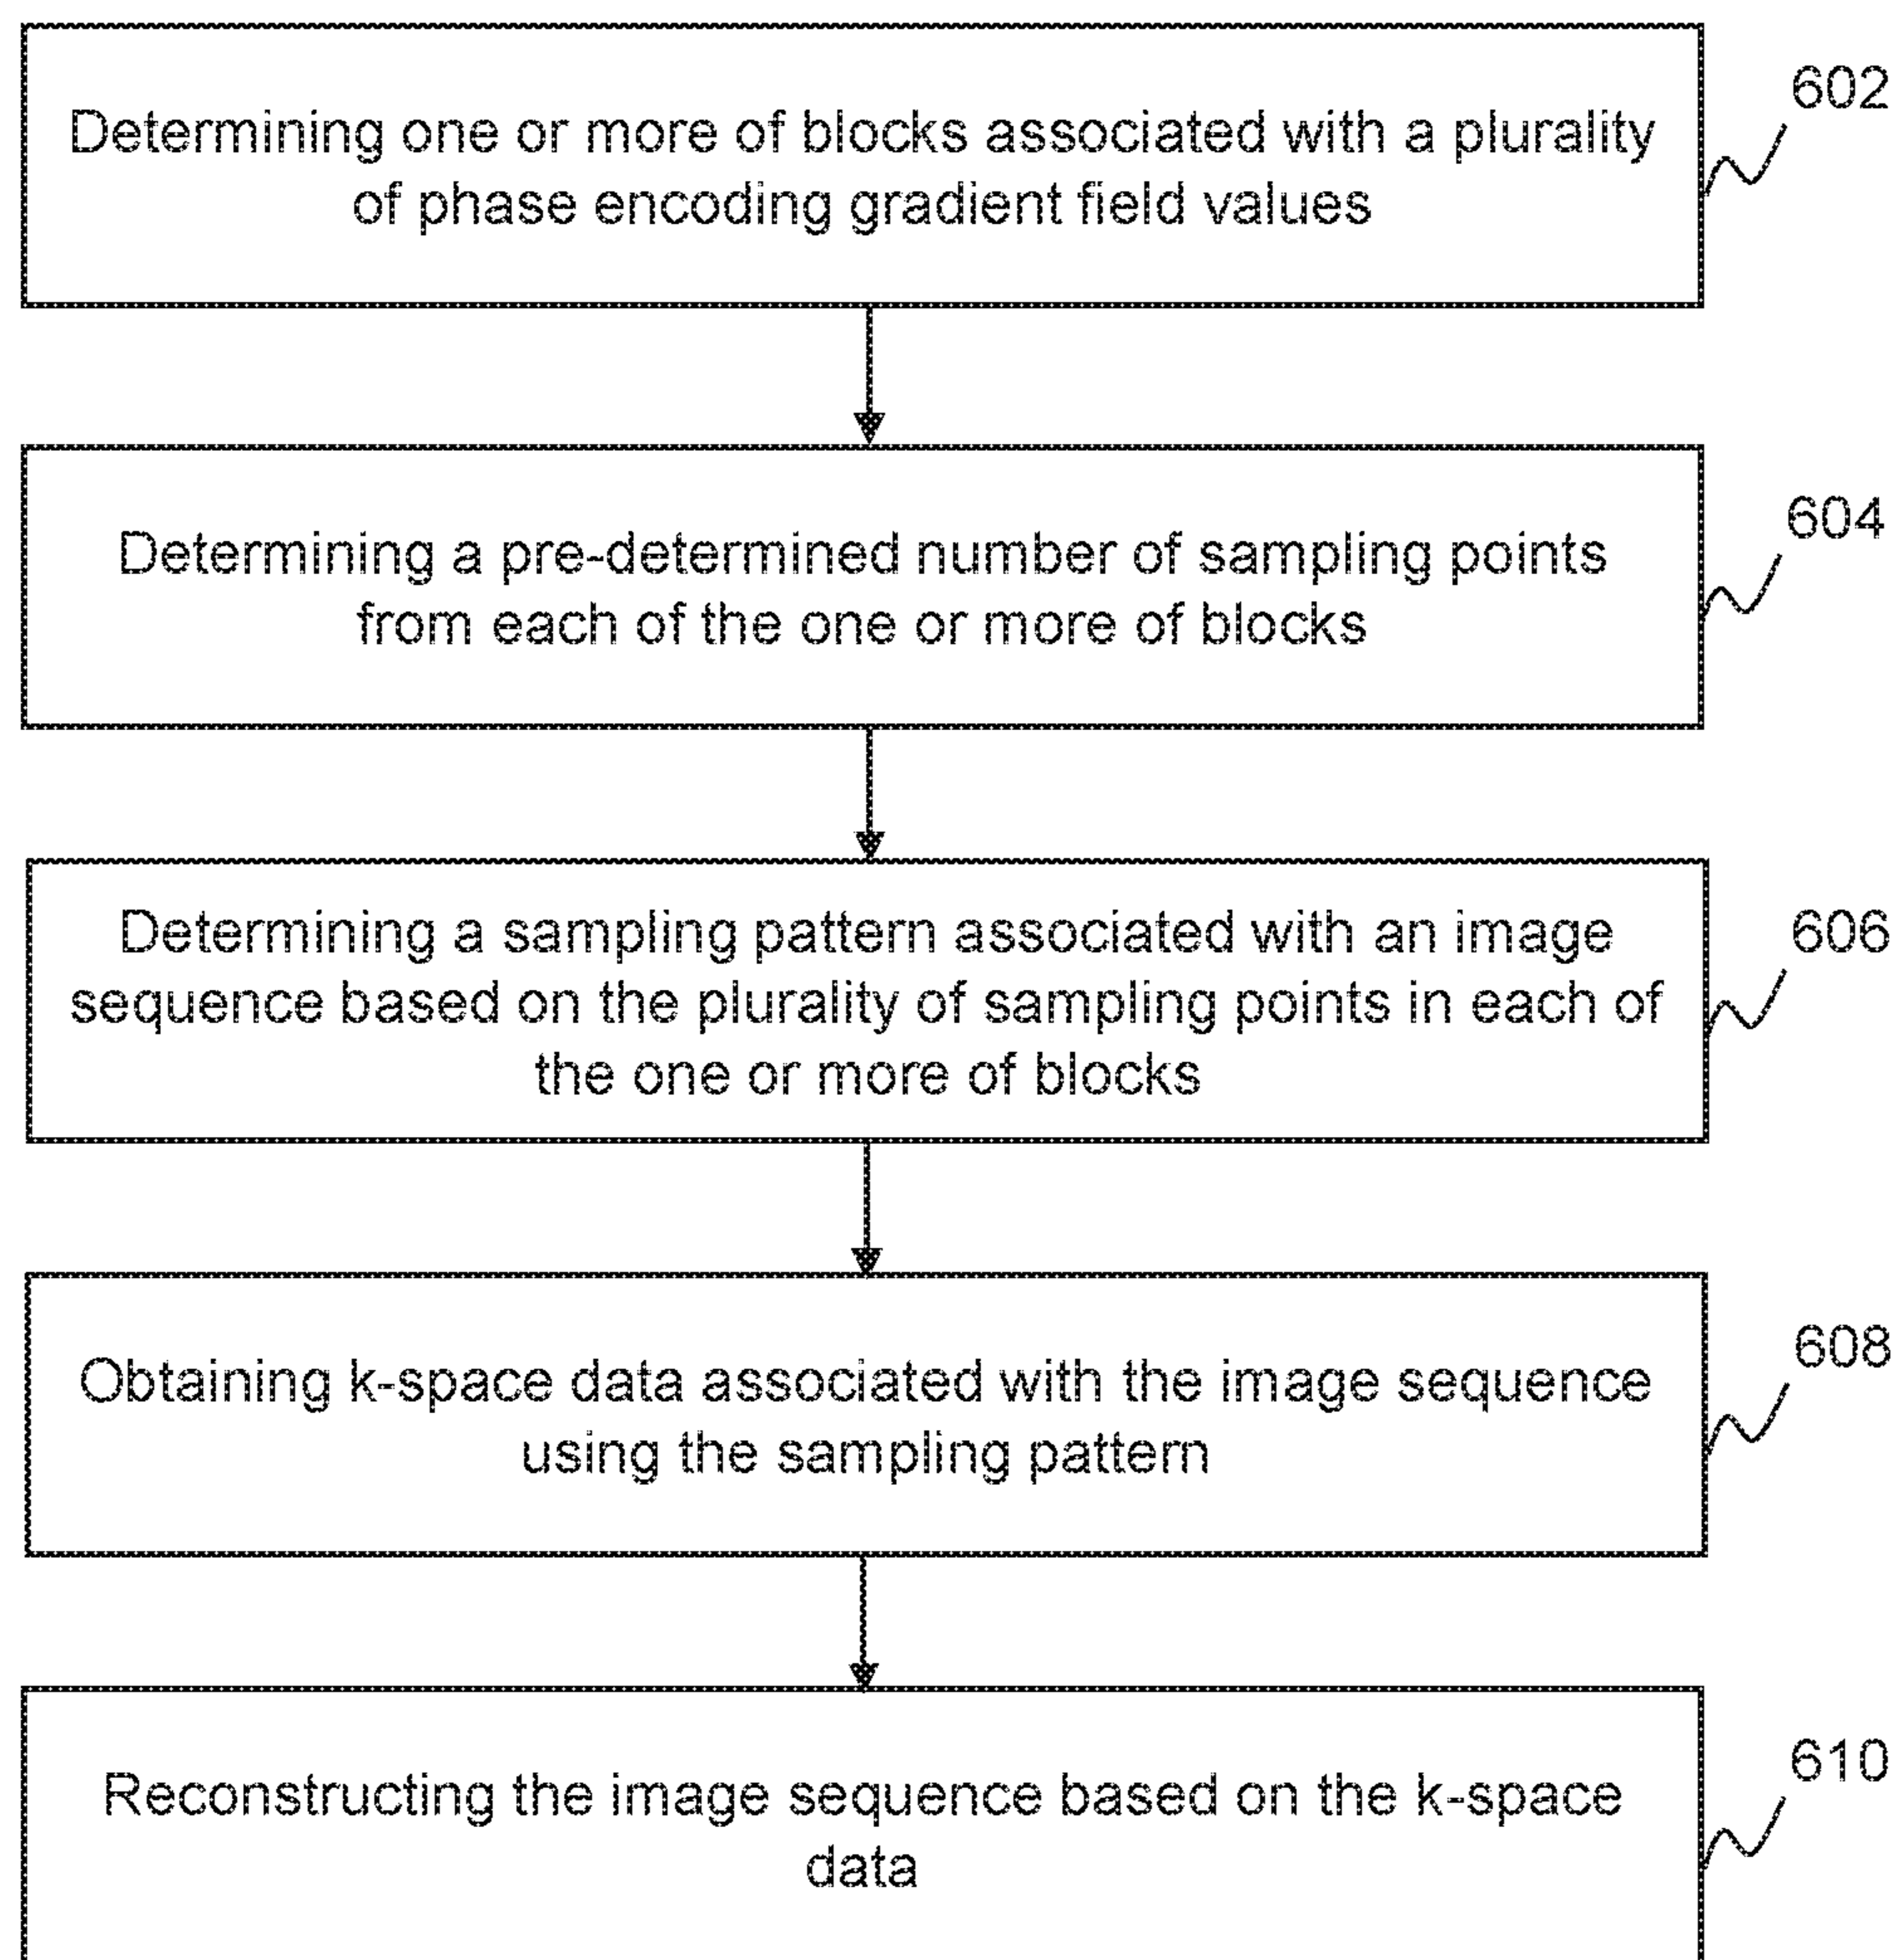 602
Determining one or more of blocks associated with a plurality
of phase encoding gradient field values
604
Determining a pre-determined number of sampling points
from each of the one or more of blocks
606
Determining a sampling pattern associated with an image
sequence based on the plurality of sampling points in each of
the one or more of blocks
608
Obtaining k-space data associated with the image sequence
using the sampling pattern
610
Reconstructing the image sequence based on the k-space
data